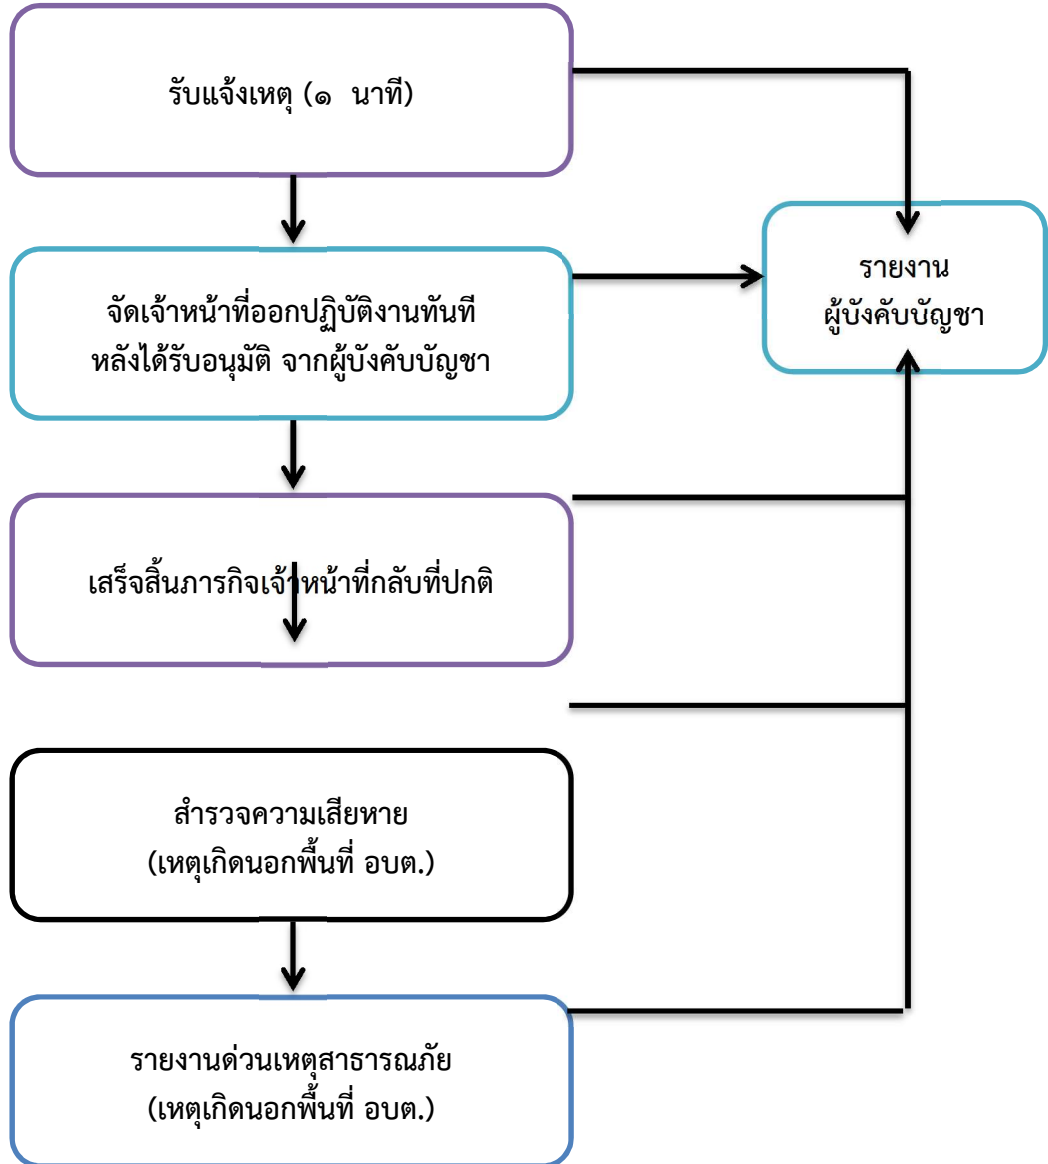 รับแจ้งเหตุ (๑ นาที)
รายงาน
ผู้บังคับบัญชา
จัดเจ้าหน้าที่ออกปฏิบัติงานทันที
หลังได้รับอนุมัติ จากผู้บังคับบัญชา
เสร็จสิ้นภารกิจเจ้าหน้าที่กลับที่ปกติ
สำรวจความเสียหาย
(เหตุเกิดนอกพื้นที่ อบต.)
รายงานด่วนเหตุสาธารณภัย
(เหตุเกิดนอกพื้นที่ อบต.)